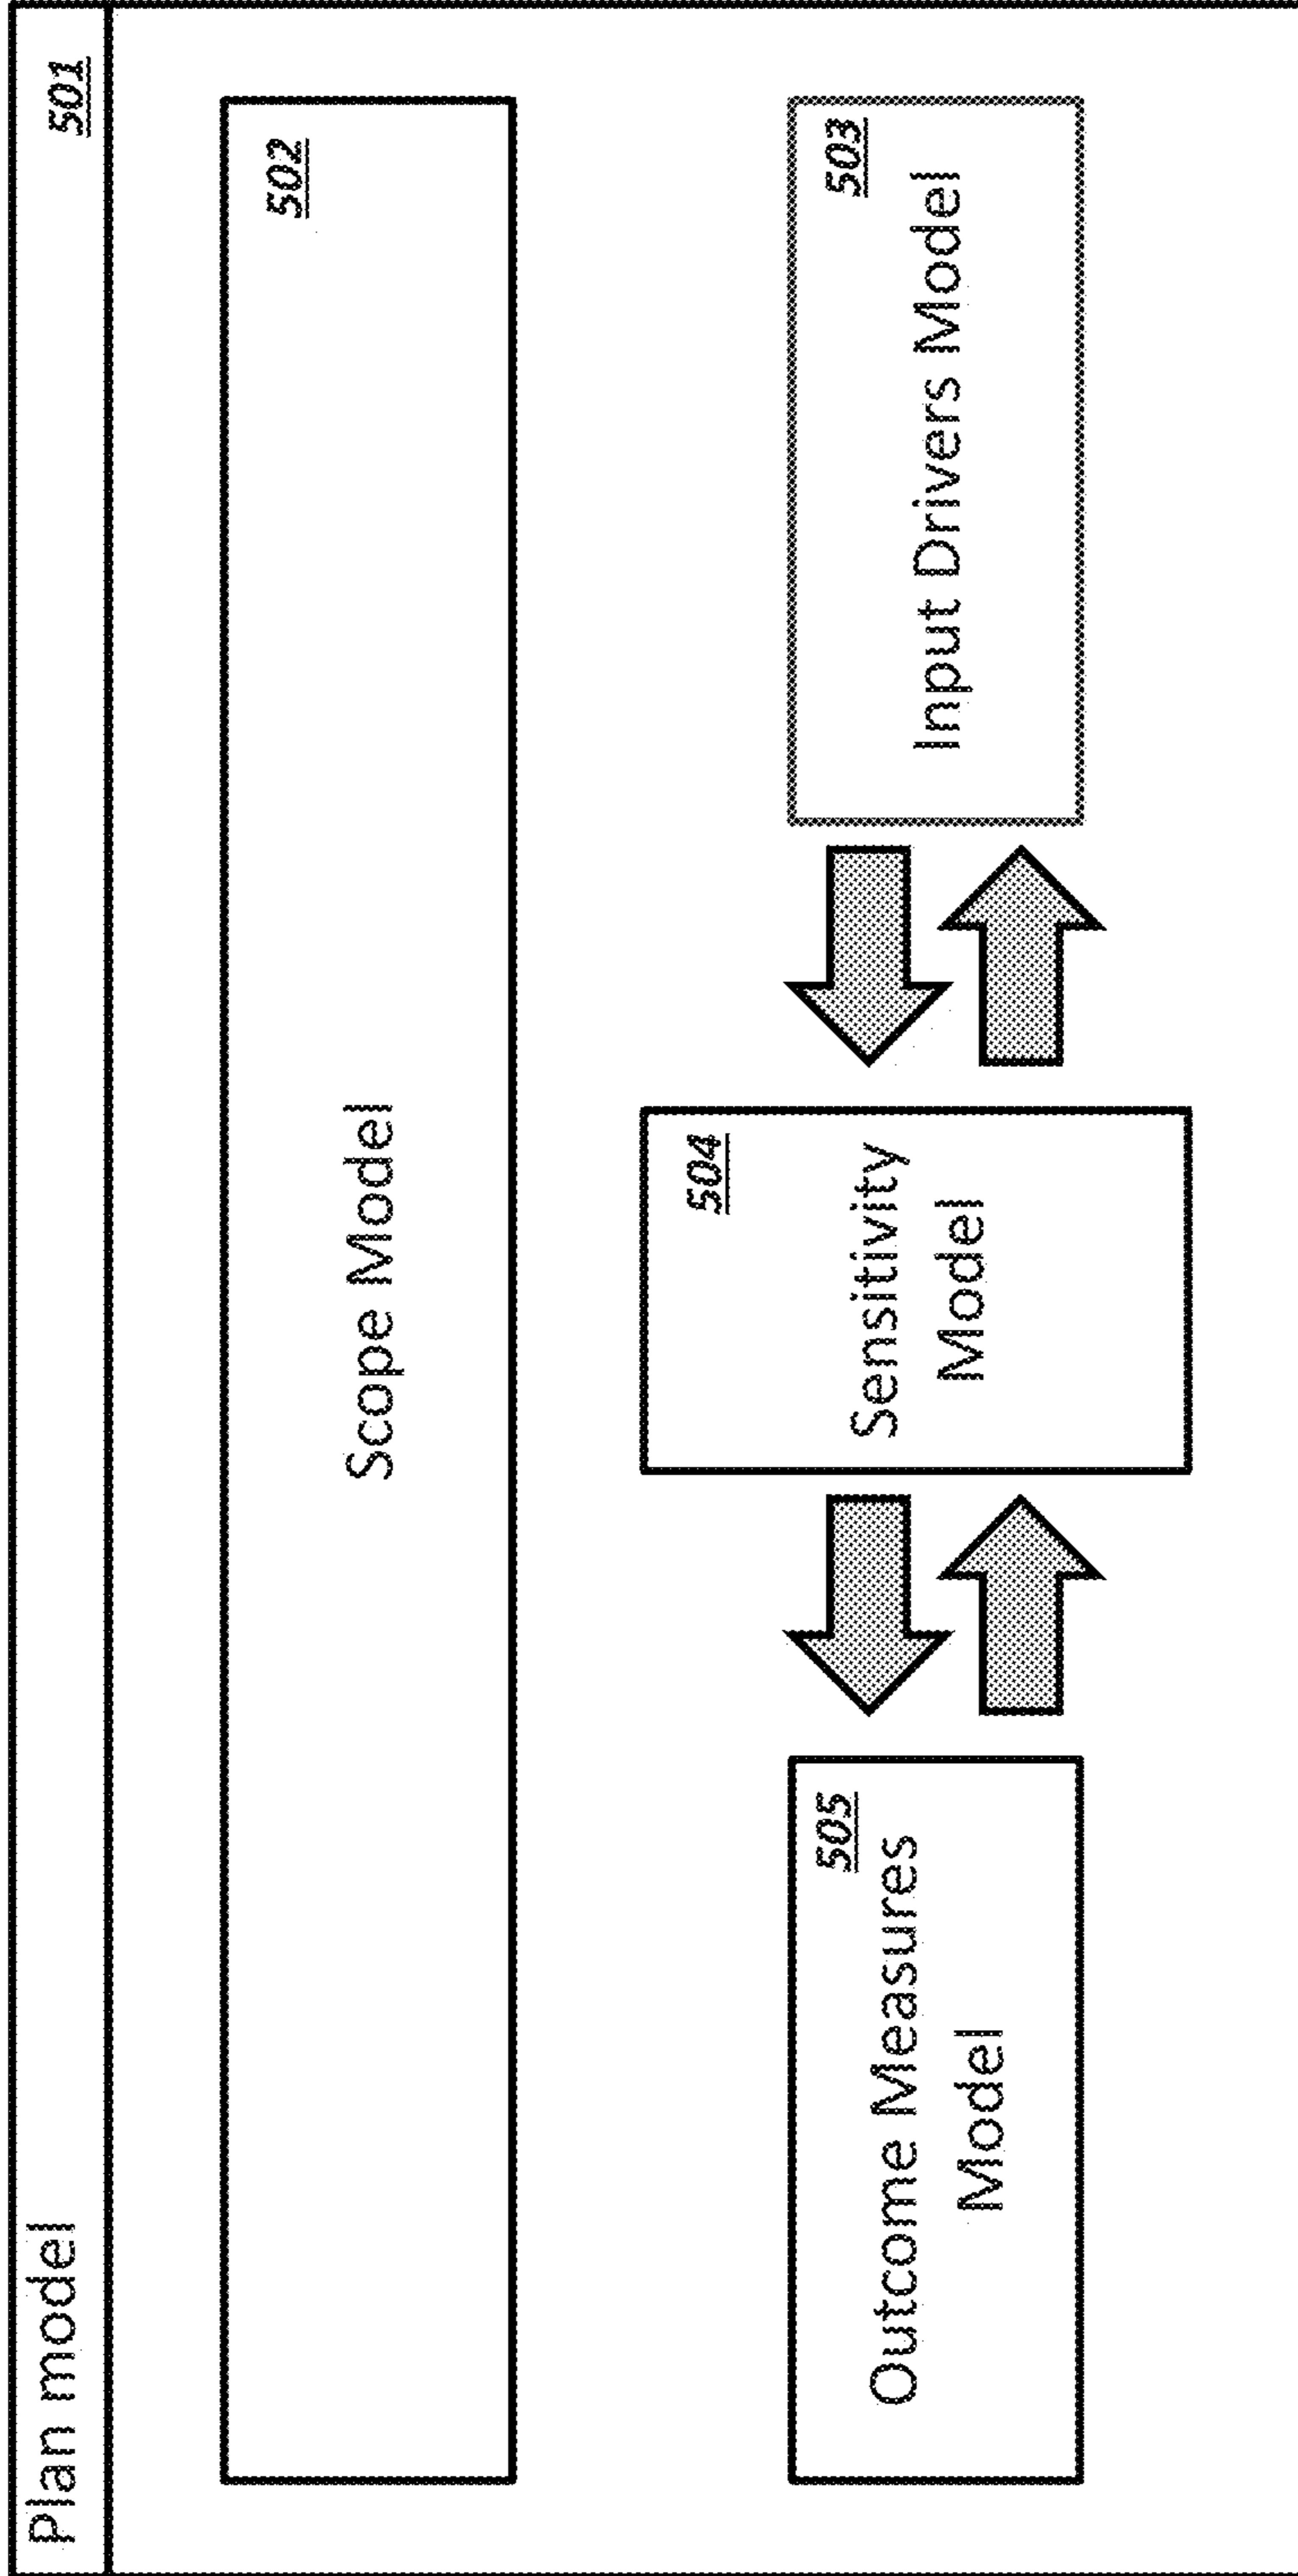 Plan model
501
502
Scope Model
505
Outcome Measures
Model
504
Sensitivity
Model
503
Input Drivers Model